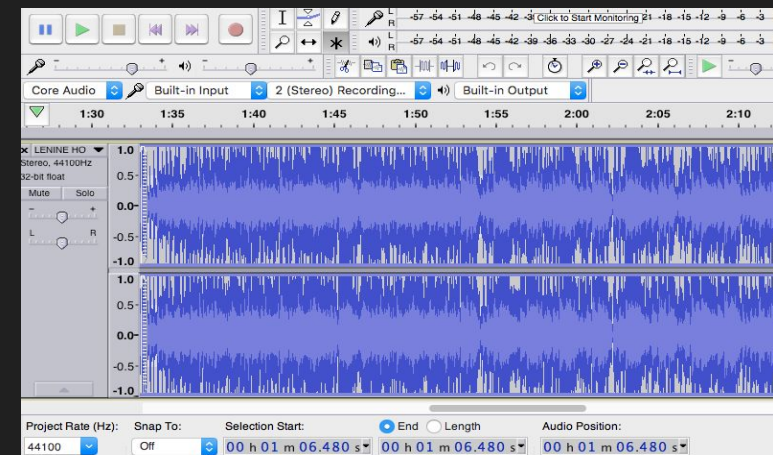 L
R -57 -54 -51 -48 -45 -42 -3 Click to Start Monitoring 21 -18 -15 -12 -9 -6 -3
L
R -57 -54 -51 -48 -45 -42 -39 -36 -33 -30 -27 -24 -21 -18 -15 -12 -9 -6 -3
- + - +
Core Audio Built-in Input 2 (Stereo) Recording... Built-in Output
1:30 1:35 1:40 1:45 1:50 1:55 2:00 2:05 2:10
x LENINE HO 1.0
Stereo, 44100Hz
32-bit float
0.5-
Mute Solo
0.0-
- +
L R
-0.5-
-1.0
1.0
0.5-
0.0-
-0.5-
-1.0
Project Rate (Hz): Snap To: Selection Start: End Length Audio Position:
44100 Off 00 h 01 m 06.480 s 00 h 01 m 06.480 s 00 h 01 m 06.480 s